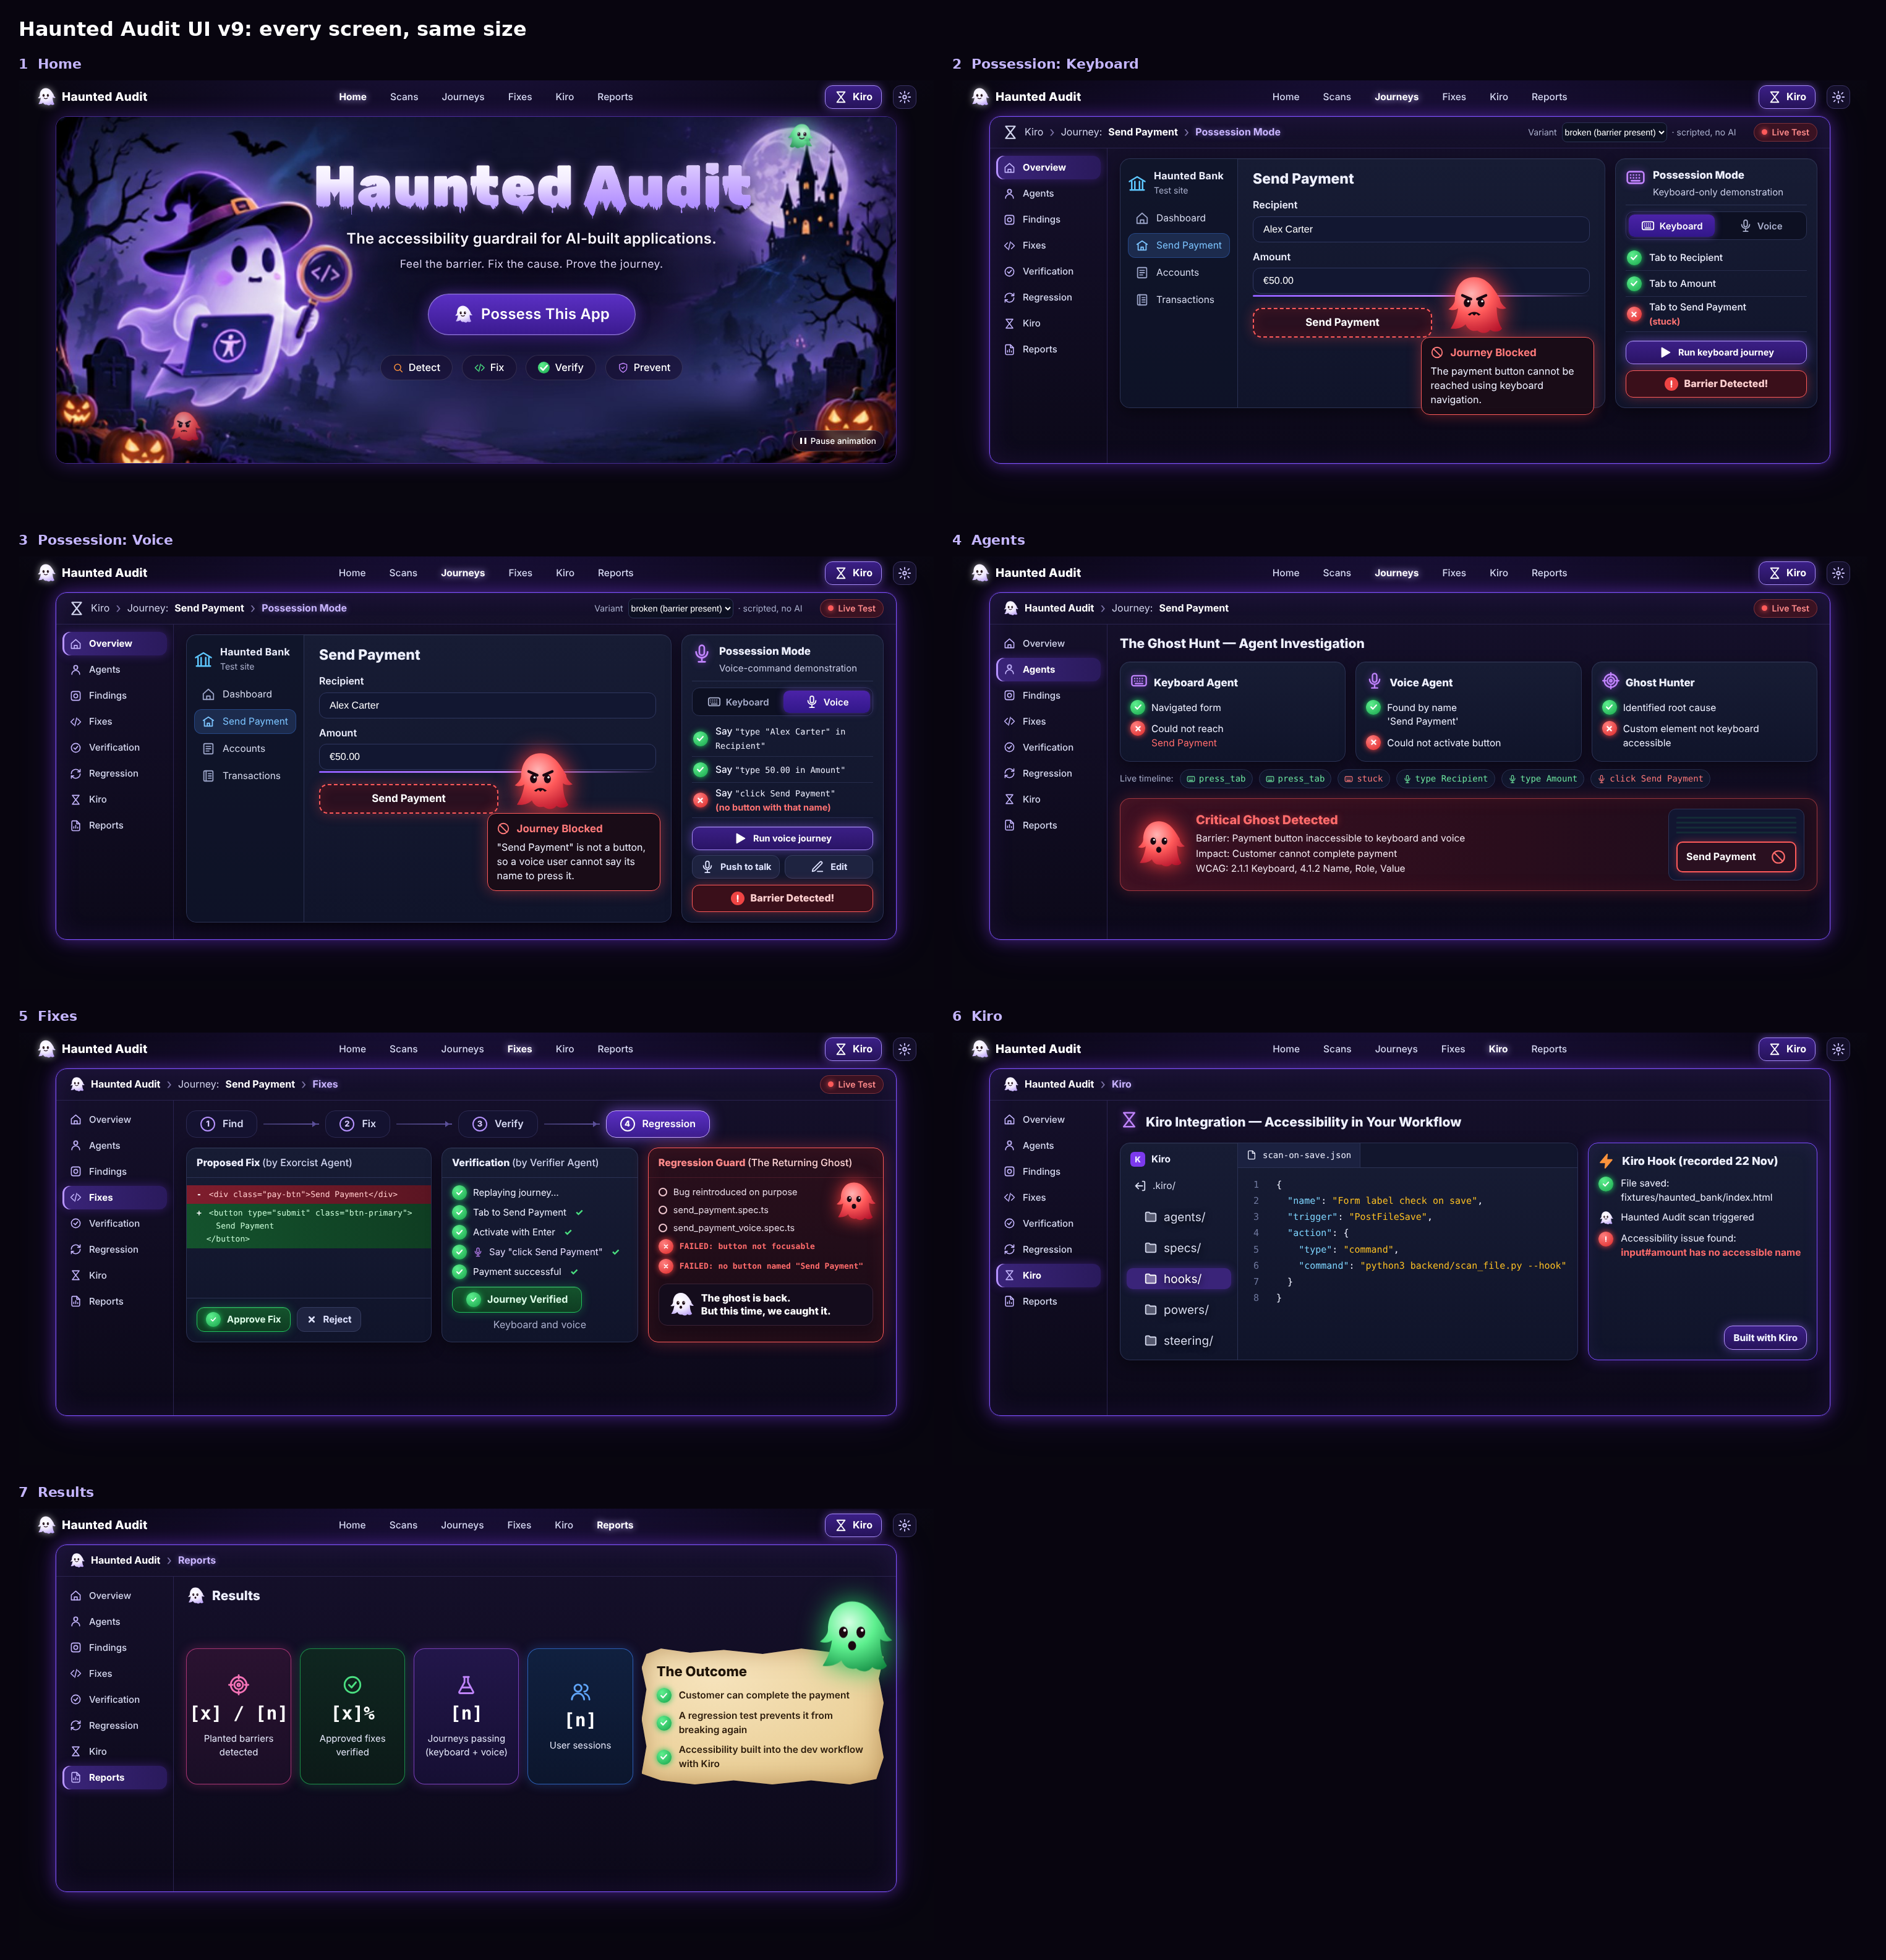 Haunted Audit UI v9: every screen, same size
1 Home
Haunted Audit
Home Scans Journeys Fixes Kiro Reports
Kiro
Haunted Audit
The accessibility guardrail for AI-built applications.
Feel the barrier. Fix the cause. Prove the journey.
</>
Possess This App
Detect
</> Fix
Verify
Prevent
Pause animation
2 Possession: Keyboard
Haunted Audit
Home Scans Journeys Fixes Kiro Reports
Kiro
Kiro > Journey: Send Payment > Possession Mode
Variant broken (barrier present) · scripted, no AI
Live Test
Overview
Agents
Findings
Fixes
Verification
Regression
Kiro
Reports
Haunted Bank
Test site
Dashboard
Send Payment
Accounts
Transactions
Send Payment
Recipient
Alex Carter
Amount
€50.00
Send Payment
Journey Blocked
The payment button cannot be
reached using keyboard
navigation.
Possession Mode
Keyboard-only demonstration
Keyboard Voice
Tab to Recipient
Tab to Amount
Tab to Send Payment
(stuck)
Run keyboard journey
Barrier Detected!
3 Possession: Voice
Haunted Audit
Home Scans Journeys Fixes Kiro Reports
Kiro
Kiro > Journey: Send Payment > Possession Mode
Variant broken (barrier present) · scripted, no AI
Live Test
Overview
Agents
Findings
Fixes
Verification
Regression
Kiro
Reports
Haunted Bank
Test site
Dashboard
Send Payment
Accounts
Transactions
Send Payment
Recipient
Alex Carter
Amount
€50.00
Send Payment
Journey Blocked
"Send Payment" is not a button,
so a voice user cannot say its
name to press it.
Possession Mode
Voice-command demonstration
Keyboard Voice
Say "type "Alex Carter" in
Recipient"
Say "type 50.00 in Amount"
Say "click Send Payment"
(no button with that name)
Run voice journey
Push to talk Edit
Barrier Detected!
4 Agents
Haunted Audit
Home Scans Journeys Fixes Kiro Reports
Kiro
Haunted Audit > Journey: Send Payment
Live Test
Overview
Agents
Findings
Fixes
Verification
Regression
Kiro
Reports
The Ghost Hunt — Agent Investigation
Keyboard Agent
Navigated form
Could not reach
Send Payment
Voice Agent
Found by name
'Send Payment'
Could not activate button
Ghost Hunter
Identified root cause
Custom element not keyboard
accessible
Live timeline: press_tab press_tab stuck type Recipient type Amount click Send Payment
Critical Ghost Detected
Barrier: Payment button inaccessible to keyboard and voice
Impact: Customer cannot complete payment
WCAG: 2.1.1 Keyboard, 4.1.2 Name, Role, Value
Send Payment
5 Fixes
Haunted Audit
Home Scans Journeys Fixes Kiro Reports
Kiro
Haunted Audit > Journey: Send Payment > Fixes
Live Test
Overview
Agents
Findings
Fixes
Verification
Regression
Kiro
Reports
1 Find
2 Fix
3 Verify
4 Regression
Proposed Fix (by Exorcist Agent)
- <div class="pay-btn">Send Payment</div>
+ <button type="submit" class="btn-primary">
Send Payment
</button>
Approve Fix
Reject
Verification (by Verifier Agent)
Replaying journey...
Tab to Send Payment
Activate with Enter
Say "click Send Payment"
Payment successful
Journey Verified
Keyboard and voice
Regression Guard (The Returning Ghost)
Bug reintroduced on purpose
send_payment.spec.ts
send_payment_voice.spec.ts
FAILED: button not focusable
FAILED: no button named "Send Payment"
The ghost is back.
But this time, we caught it.
6 Kiro
Haunted Audit
Home Scans Journeys Fixes Kiro Reports
Kiro
Haunted Audit > Kiro
Overview
Agents
Findings
Fixes
Verification
Regression
Kiro
Reports
Kiro Integration — Accessibility in Your Workflow
K Kiro
.kiro/
agents/
specs/
hooks/
powers/
steering/
scan-on-save.json
1 {
2 "name": "Form label check on save",
3 "trigger": "PostFileSave",
4 "action": {
5 "type": "command",
6 "command": "python3 backend/scan_file.py --hook"
7 }
8 }
Kiro Hook (recorded 22 Nov)
File saved:
fixtures/haunted_bank/index.html
Haunted Audit scan triggered
Accessibility issue found:
input#amount has no accessible name
Built with Kiro
7 Results
Haunted Audit
Home Scans Journeys Fixes Kiro Reports
Kiro
Haunted Audit > Reports
Overview
Agents
Findings
Fixes
Verification
Regression
Kiro
Reports
Results
[x] / [n]
Planted barriers
detected
[x]%
Approved fixes
verified
[n]
Journeys passing
(keyboard + voice)
[n]
User sessions
The Outcome
Customer can complete the payment
A regression test prevents it from
breaking again
Accessibility built into the dev workflow
with Kiro